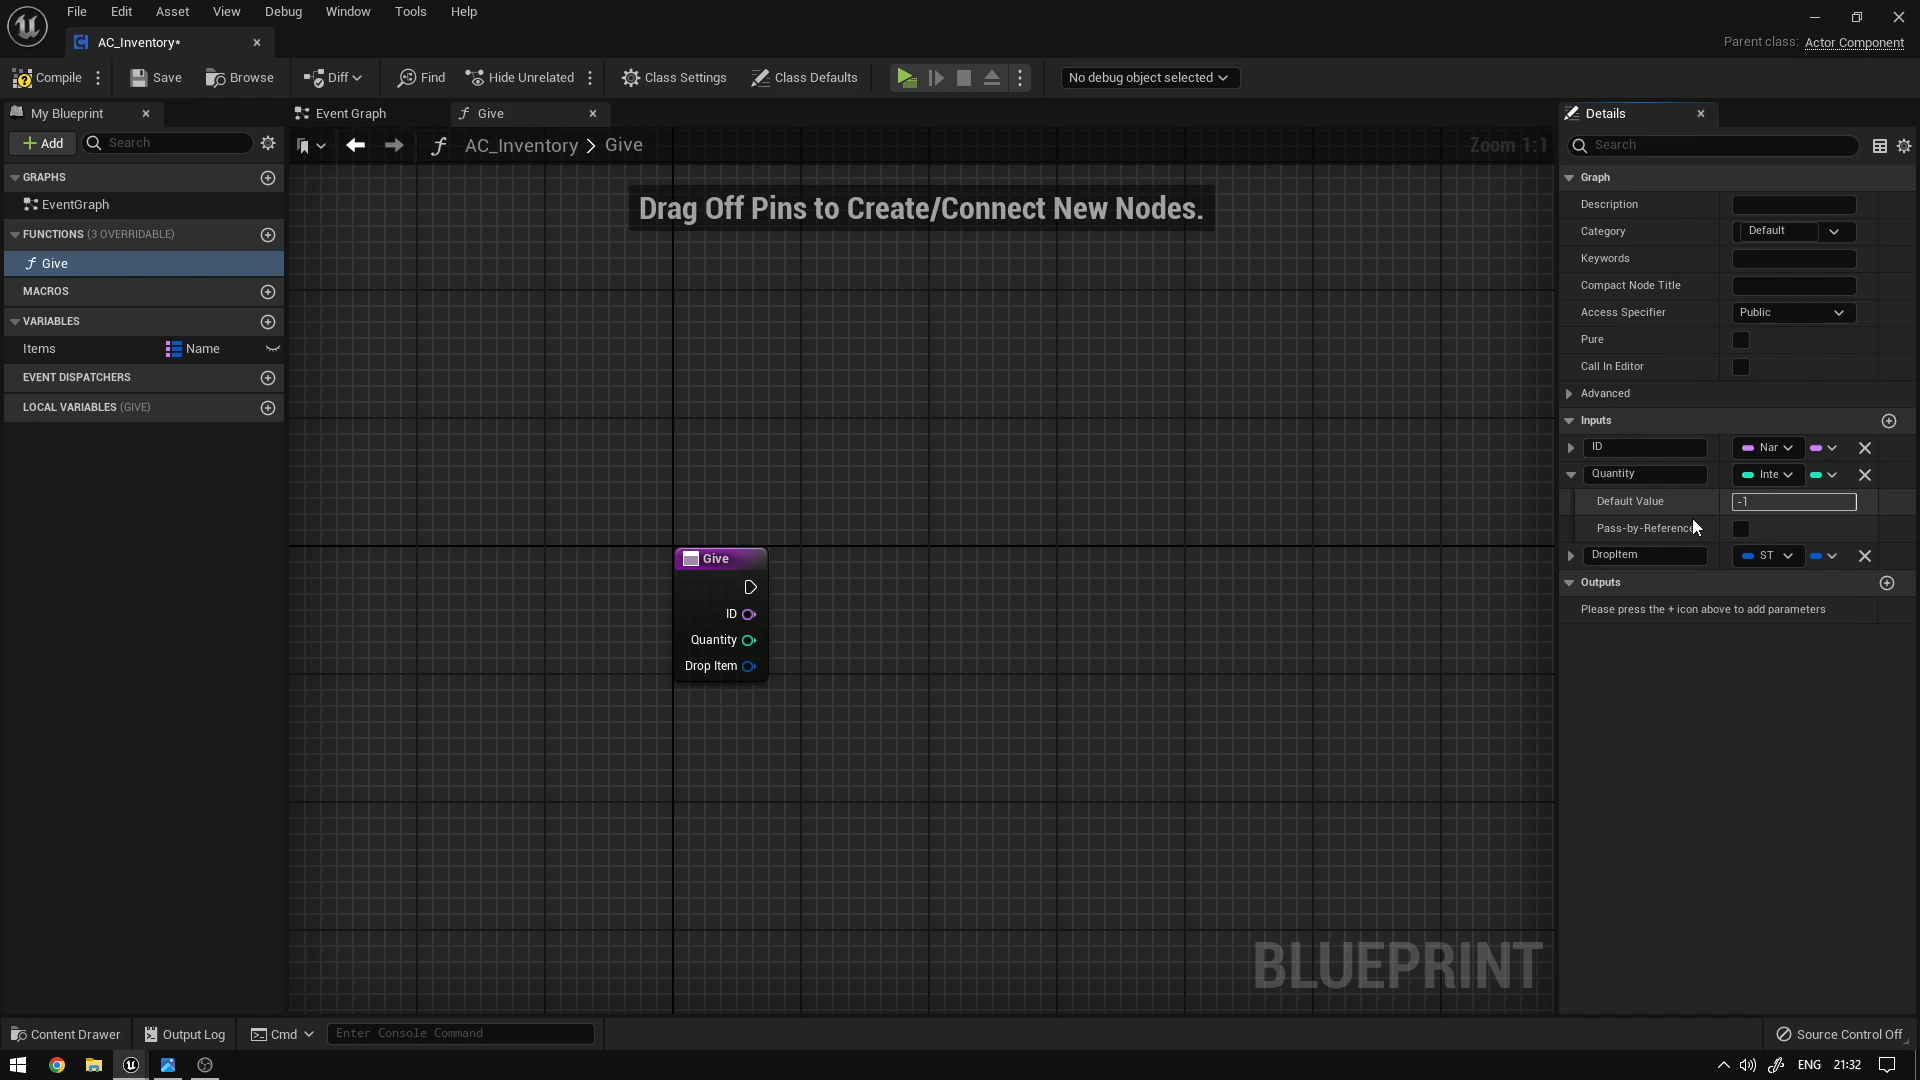 File Edit Asset View Debug Window Tools Help
AC_Inventory*
Parent class: Actor Component
Compile Save Browse Diff Find Hide Unrelated Class Settings Class Defaults No debug object selected
My Blueprint
Event Graph
Give
Details
Add
Search
AC_Inventory > Give
Zoom 1:1
Search
Drag Off Pins to Create/Connect New Nodes.
GRAPHS
EventGraph
FUNCTIONS (3 OVERRIDABLE)
Give
MACROS
VARIABLES
Items Name
EVENT DISPATCHERS
LOCAL VARIABLES (GIVE)
Give
ID
Quantity
Drop Item
BLUEPRINT
Graph
Description
Category Default
Keywords
Compact Node Title
Access Specifier Public
Pure
Call In Editor
Advanced
Inputs
ID Nar
Quantity Inte
Default Value -1
Pass-by-Reference
DropItem ST
Outputs
Please press the + icon above to add parameters
Content Drawer Output Log Cmd Enter Console Command Source Control Off
ENG 21:32